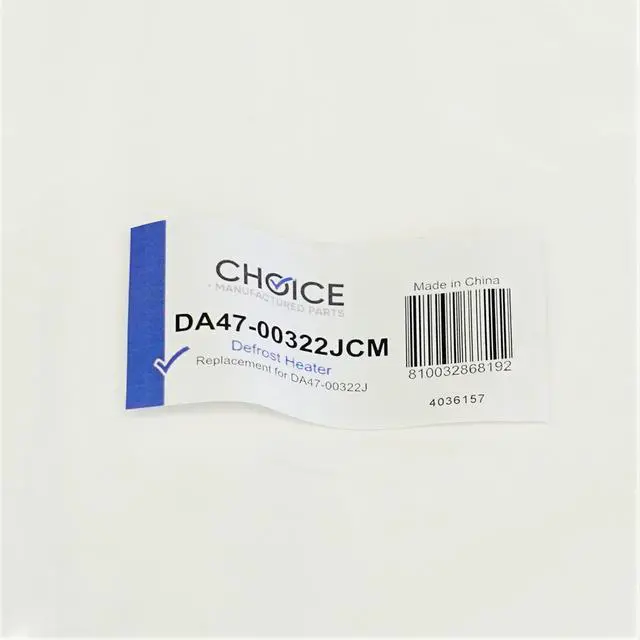 CHOICE
MANUFACTURED PARTS
DA47-00322JCM
Defrost Heater
Replacement for DA47-00322J
Made in China
810032868192
4036157